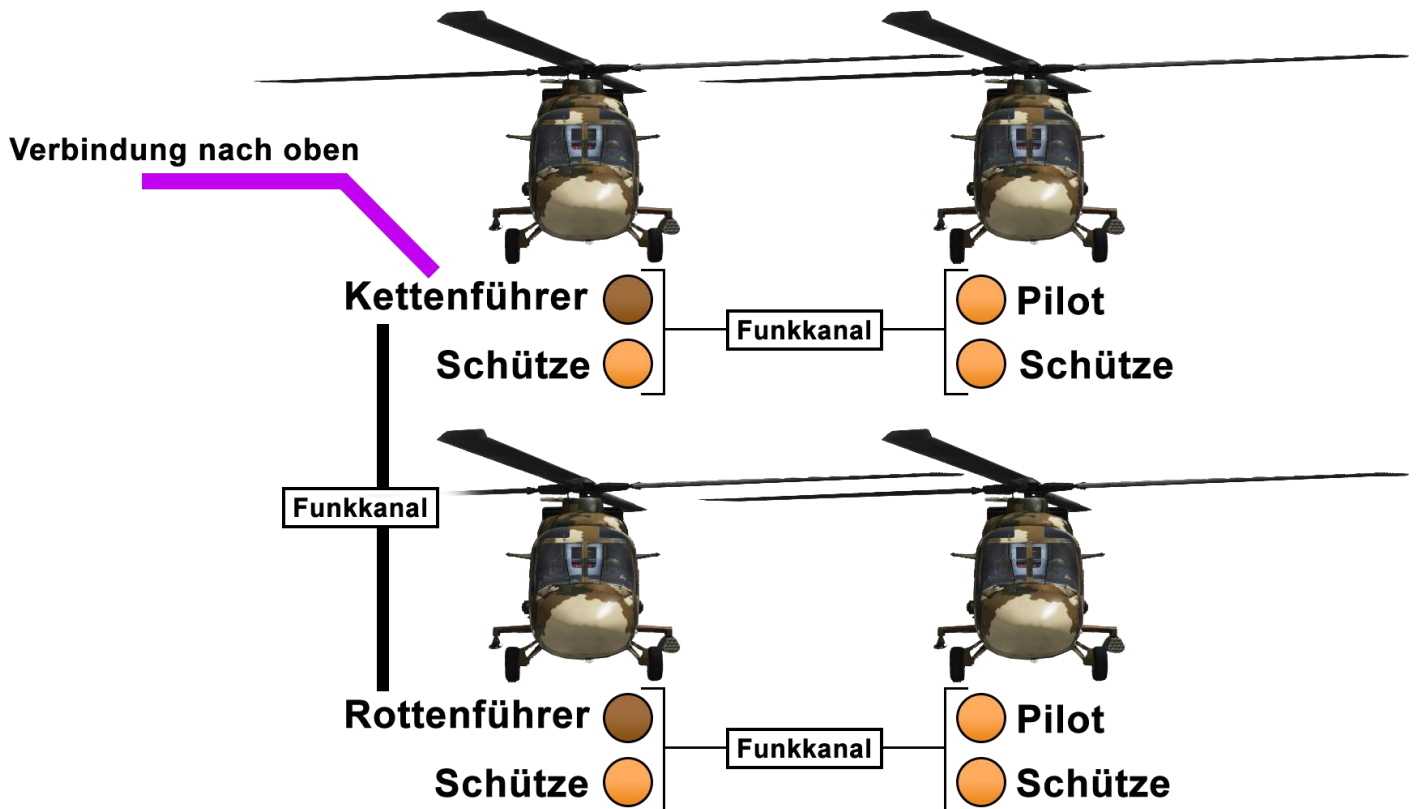 Verbindung nach oben
Kettenführer
Pilot
Funkkanal
Schütze
Schütze
Funkkanal
Rottenführer
Pilot
Funkkanal
Schütze
Schütze